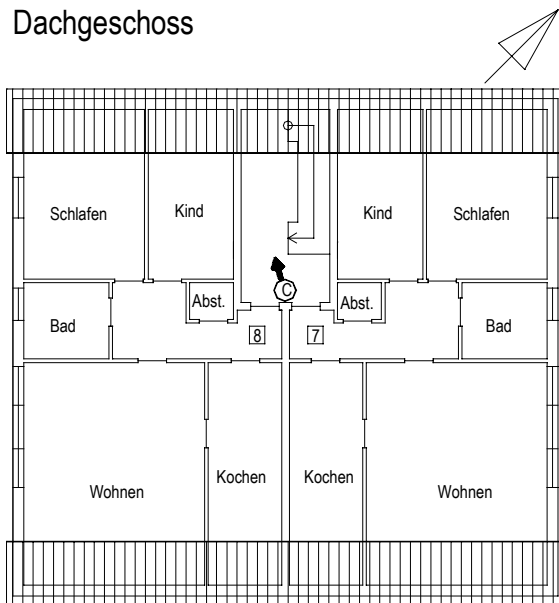 Dachgeschoss
Schlafen Kind Kind Schlafen
C
Abst. Abst.
Bad 8 7 Bad
Wohnen Kochen Kochen Wohnen